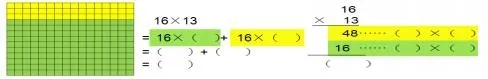 16×13
= 16×(　)+ 16×(　)
=(　)+(　)
=(　)
16
× 13
48……(　)×(　)
16 ……(　)×(　)
(　)